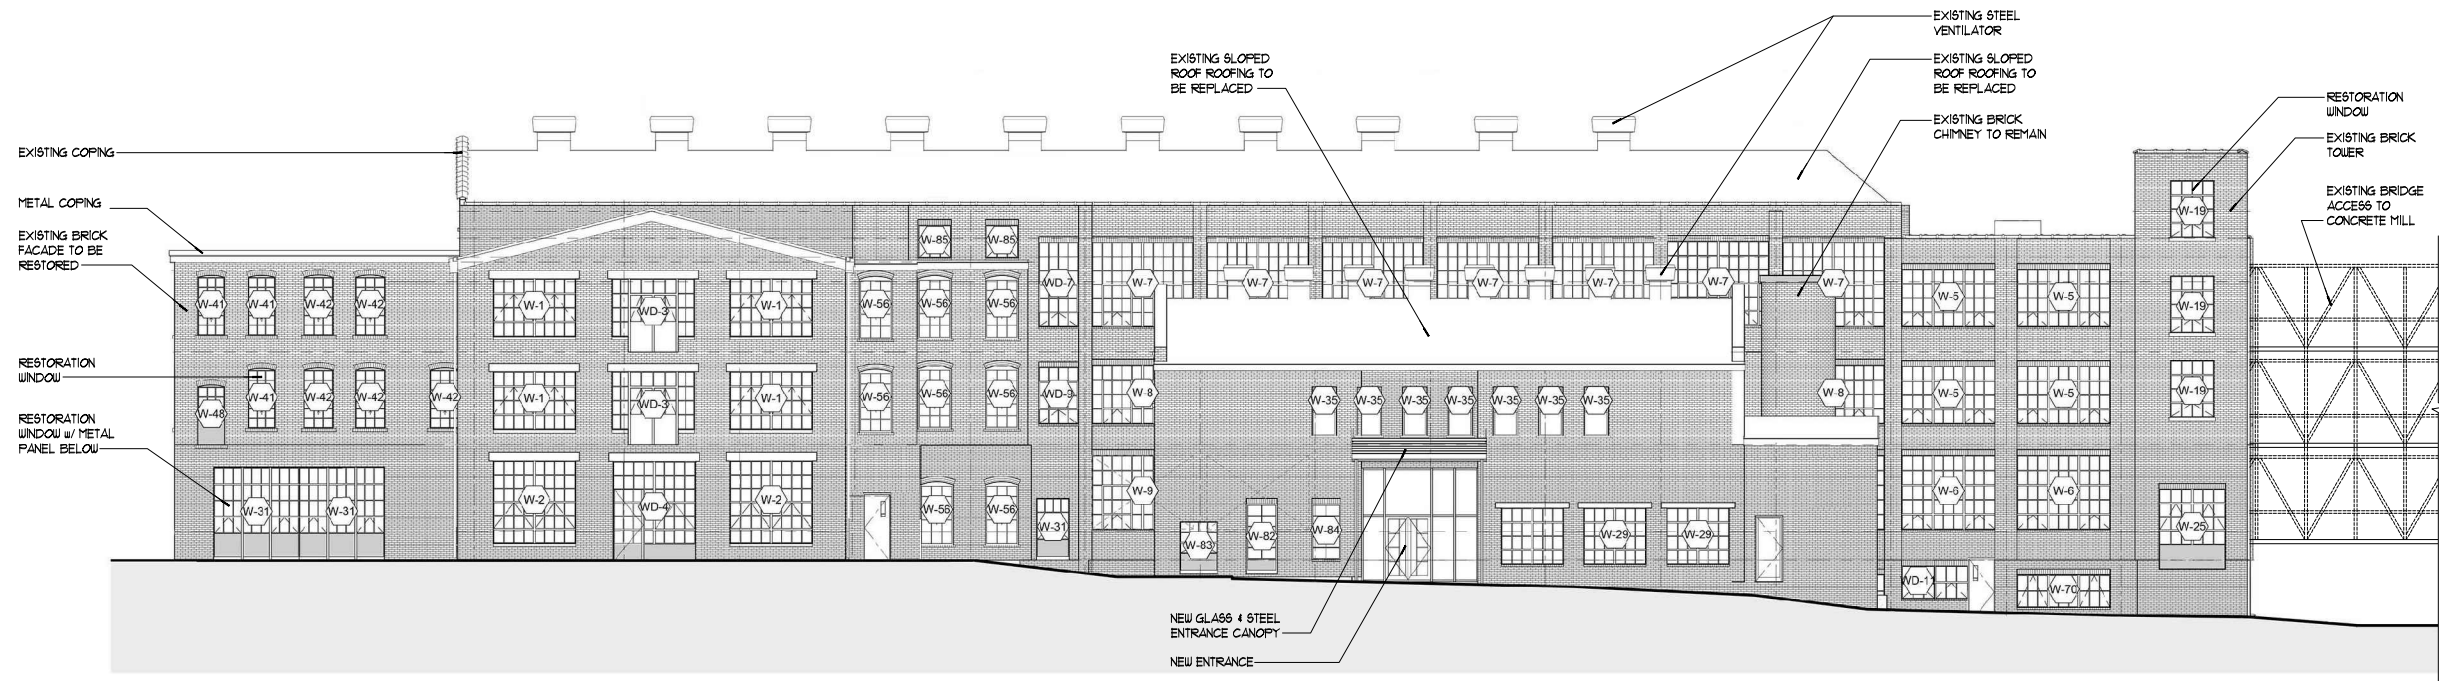 EXISTING STEEL
VENTILATOR
EXISTING SLOPED
ROOF ROOFING TO
BE REPLACED
EXISTING SLOPED
ROOF ROOFING TO
BE REPLACED
RESTORATION
WINDOW
EXISTING BRICK
CHIMNEY TO REMAIN
EXISTING BRICK
TOWER
EXISTING COPING
EXISTING BRIDGE
ACCESS TO
CONCRETE MILL
METAL COPING
EXISTING BRICK
FACADE TO BE
RESTORED
W-85 W-85 W-19
W-41 W-41 W-42 W-42 W-1 WD-3 W-1 W-56 W-56 W-56 WD-7 W-7 W-7 W-7 W-7 W-7 W-7 W-7 W-5 W-5 W-19
RESTORATION
WINDOW
W-48 W-41 W-42 W-42 W-42 W-1 WD-3 W-1 W-56 W-56 W-56 WD-9 W-8 W-35 W-35 W-35 W-35 W-35 W-35 W-35 W-8 W-5 W-5 W-19
RESTORATION
WINDOW w/ METAL
PANEL BELOW
W-31 W-31 W-2 WD-4 W-2 W-56 W-56 W-31 W-9 W-83 W-82 W-84 W-29 W-29 W-6 W-6 W-25
WD-11 W-70
NEW GLASS & STEEL
ENTRANCE CANOPY
NEW ENTRANCE